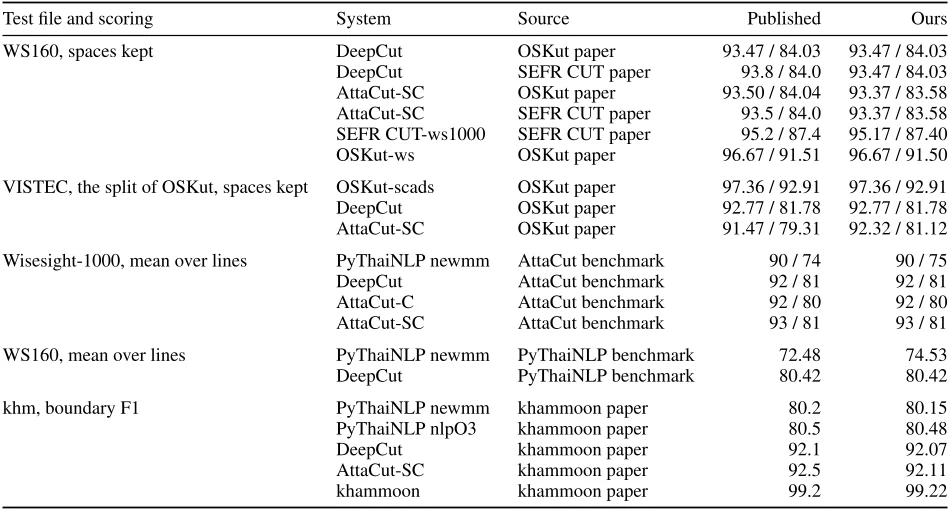 Test file and scoring System Source Published Ours
WS160, spaces kept DeepCut OSKut paper 93.47 / 84.03 93.47 / 84.03
DeepCut SEFR CUT paper 93.8 / 84.0 93.47 / 84.03
AttaCut-SC OSKut paper 93.50 / 84.04 93.37 / 83.58
AttaCut-SC SEFR CUT paper 93.5 / 84.0 93.37 / 83.58
SEFR CUT-ws1000 SEFR CUT paper 95.2 / 87.4 95.17 / 87.40
OSKut-ws OSKut paper 96.67 / 91.51 96.67 / 91.50
VISTEC, the split of OSKut, spaces kept OSKut-scads OSKut paper 97.36 / 92.91 97.36 / 92.91
DeepCut OSKut paper 92.77 / 81.78 92.77 / 81.78
AttaCut-SC OSKut paper 91.47 / 79.31 92.32 / 81.12
Wisesight-1000, mean over lines PyThaiNLP newmm AttaCut benchmark 90 / 74 90 / 75
DeepCut AttaCut benchmark 92 / 81 92 / 81
AttaCut-C AttaCut benchmark 92 / 80 92 / 80
AttaCut-SC AttaCut benchmark 93 / 81 93 / 81
WS160, mean over lines PyThaiNLP newmm PyThaiNLP benchmark 72.48 74.53
DeepCut PyThaiNLP benchmark 80.42 80.42
khm, boundary F1 PyThaiNLP newmm khammoon paper 80.2 80.15
PyThaiNLP nlpO3 khammoon paper 80.5 80.48
DeepCut khammoon paper 92.1 92.07
AttaCut-SC khammoon paper 92.5 92.11
khammoon khammoon paper 99.2 99.22